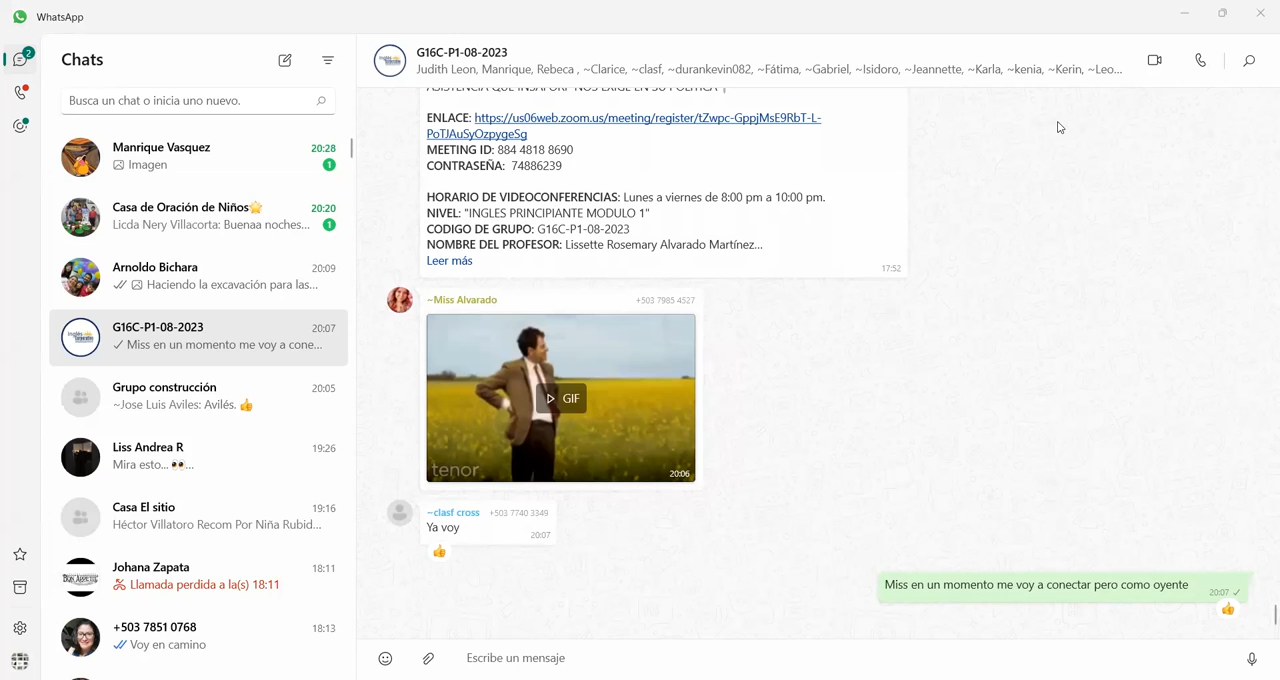 WhatsApp
2
Chats
Busca un chat o inicia uno nuevo.
Manrique Vasquez
20:28
Imagen
1
Casa de Oración de Niños⭐
20:20
Licda Nery Villacorta: Buenaa noches...
1
Arnoldo Bichara
20:09
Haciendo la excavación para las...
G16C-P1-08-2023
20:07
Miss en un momento me voy a cone...
Grupo construcción
20:05
~Jose Luis Aviles: Avilés. 👍
Liss Andrea R
19:26
Mira esto... 👀...
Casa El sitio
19:16
Héctor Villatoro Recom Por Niña Rubid...
Johana Zapata
18:11
Llamada perdida a la(s) 18:11
+503 7851 0768
18:13
Voy en camino
G16C-P1-08-2023
Judith Leon, Manrique, Rebeca , ~Clarice, ~clasf, ~durankevin082, ~Fátima, ~Gabriel, ~Isidoro, ~Jeannette, ~Karla, ~kenia, ~Kerin, ~Leo...
ASISTENCIA QUE INSAFORP NOS EXIGE EN SU POLITICA
ENLACE: https://us06web.zoom.us/meeting/register/tZwpc-GppjMsE9RbT-L-
PoTJAuSyOzpygeSg
MEETING ID: 884 4818 8690
CONTRASEÑA: 74886239
HORARIO DE VIDEOCONFERENCIAS: Lunes a viernes de 8:00 pm a 10:00 pm.
NIVEL: "INGLES PRINCIPIANTE MODULO 1"
CODIGO DE GRUPO: G16C-P1-08-2023
NOMBRE DEL PROFESOR: Lissette Rosemary Alvarado Martínez...
Leer más
17:52
~Miss Alvarado
+503 7985 4527
GIF
tenor
20:06
~clasf cross +503 7740 3349
Ya voy
20:07
👍
Miss en un momento me voy a conectar pero como oyente
20:07
👍
Escribe un mensaje